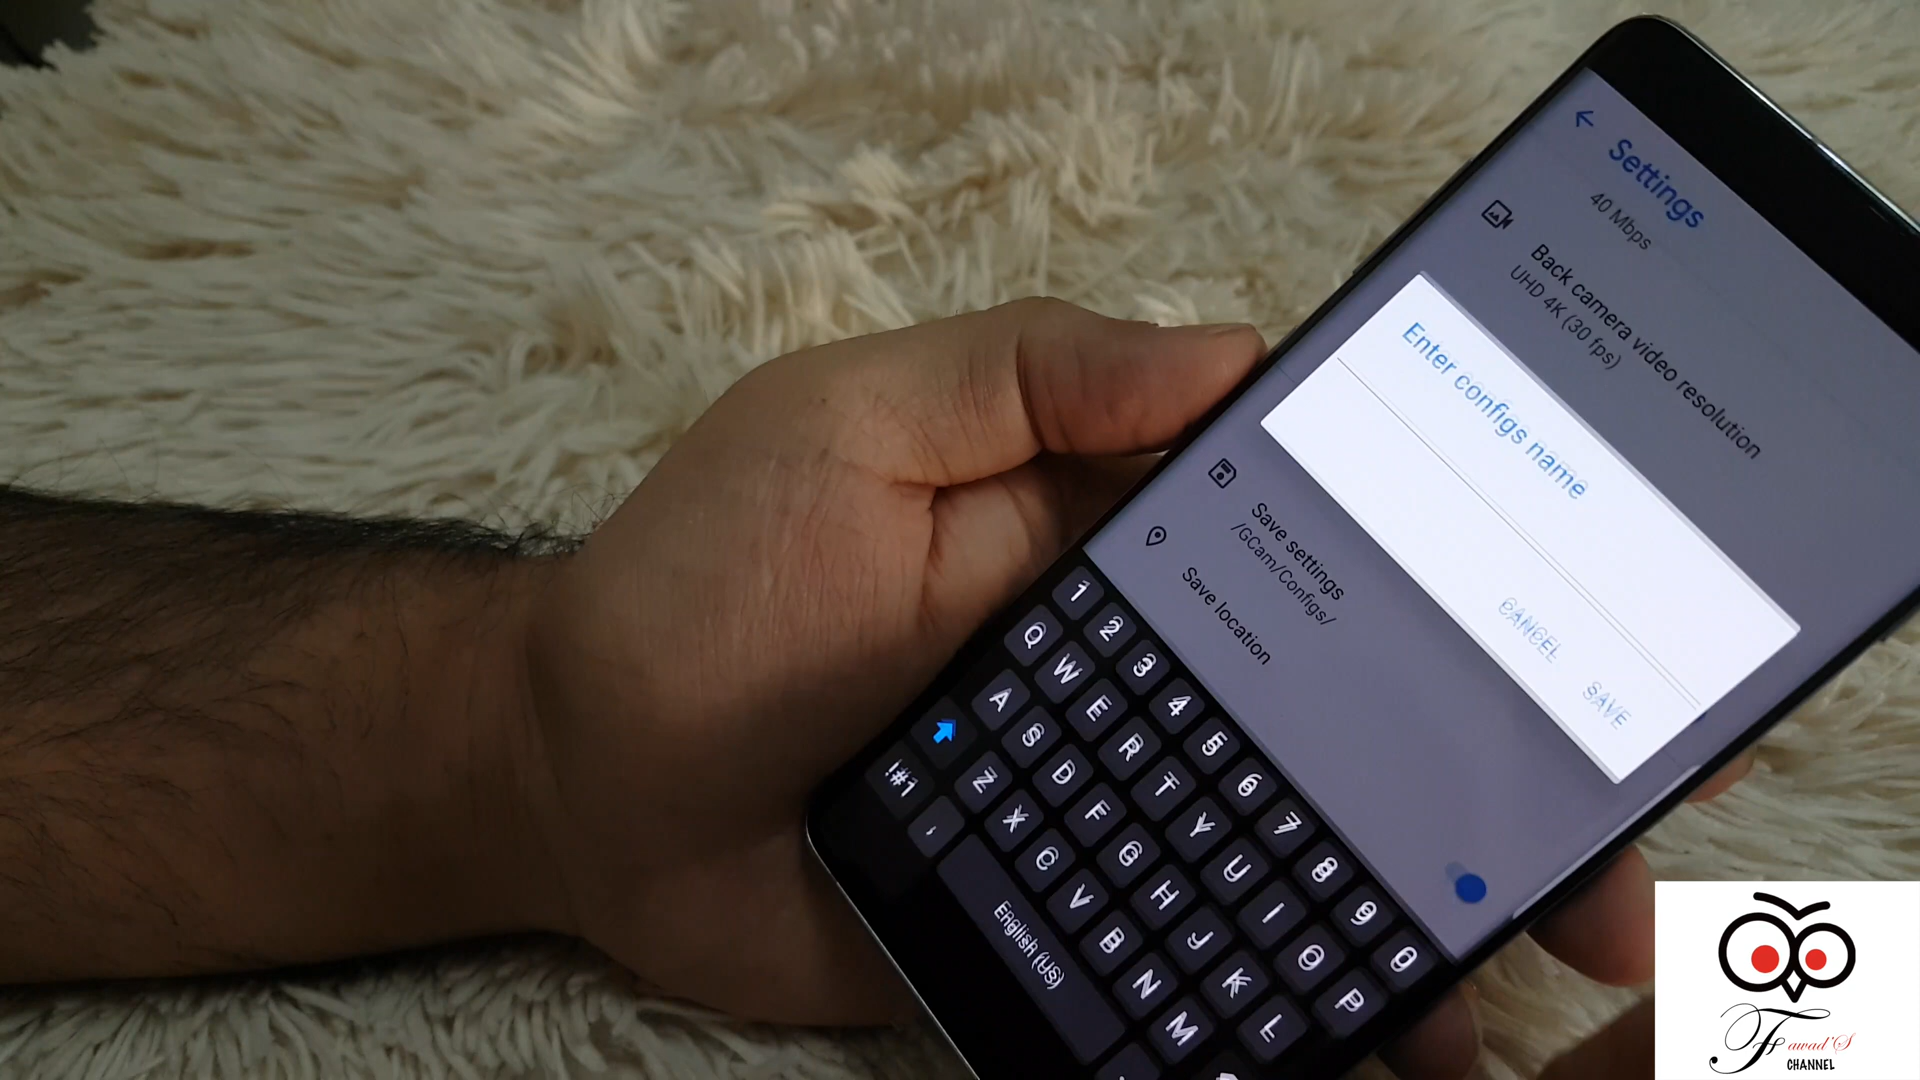 Settings
40 Mbps
Back camera video resolution
UHD 4K (30 fps)
Enter configs name
CANCEL
SAVE
Save settings
/GCam/Configs/
Save location
1 2 3 4 5 6 7 8 9 0
Q W E R T Y U I O P
A S D F G H J K L
Z X C V B N M
!#1 , English (US)
Fawad'S
CHANNEL